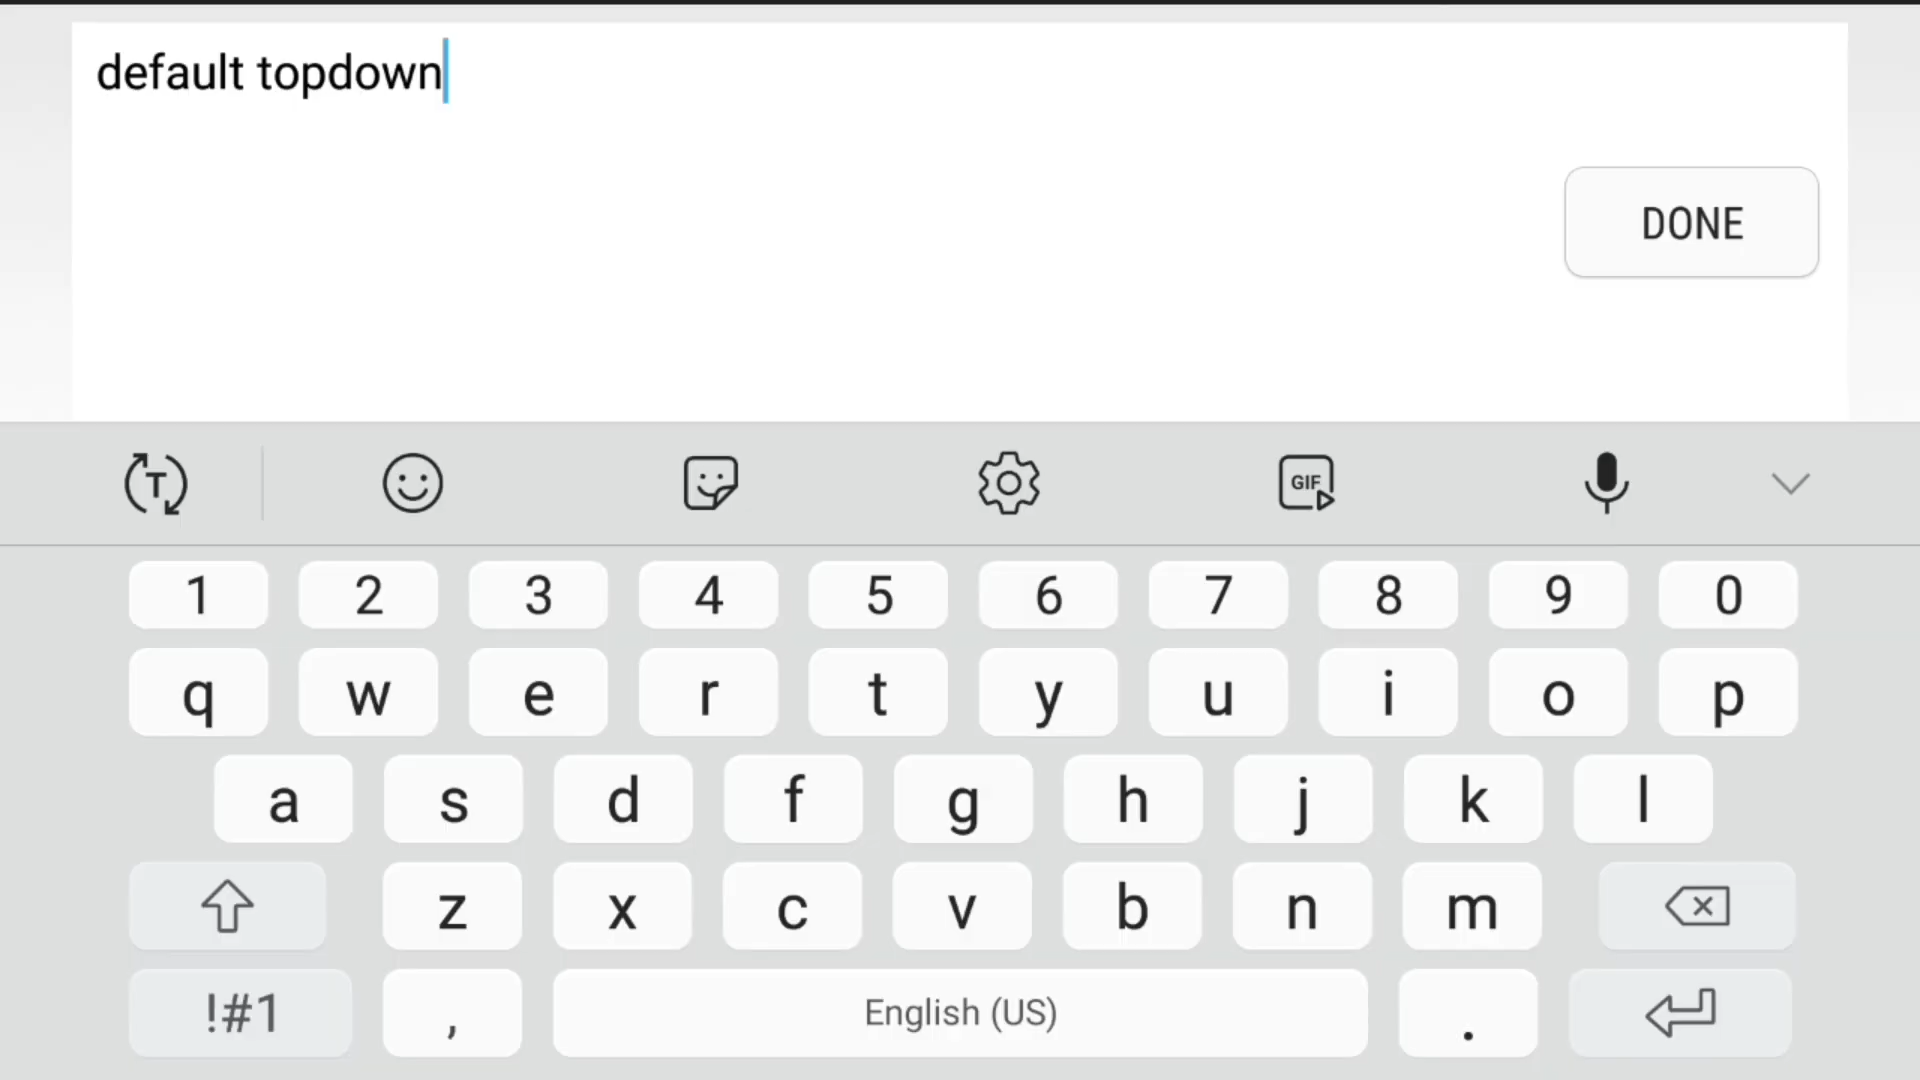 default topdown
DONE
T
GIF
1 2 3 4 5 6 7 8 9 0
q w e r t y u i o p
a s d f g h j k l
z x c v b n m
!#1 , English (US) .